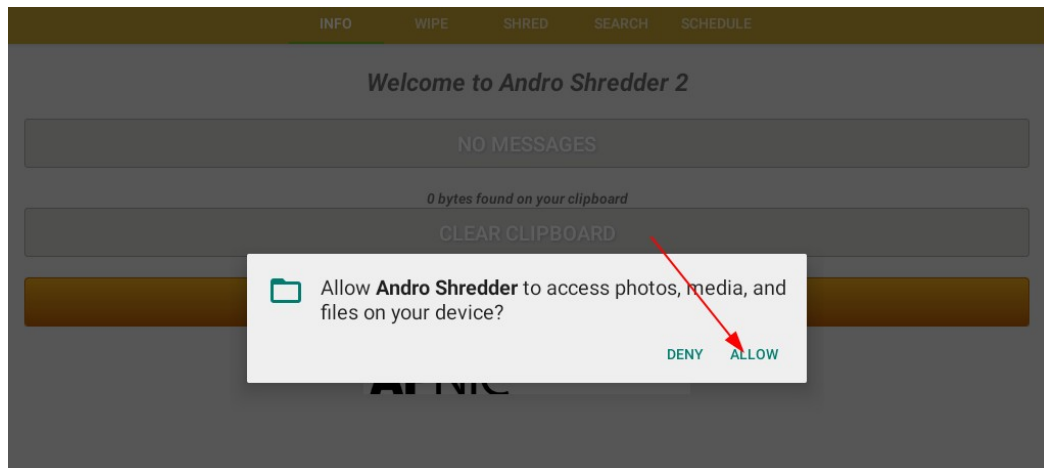 INFO WIPE SHRED SEARCH SCHEDULE
Welcome to Andro Shredder 2
NO MESSAGES
0 bytes found on your clipboard
CLEAR CLIPBOARD
Allow Andro Shredder to access photos, media, and
files on your device?
DENY ALLOW